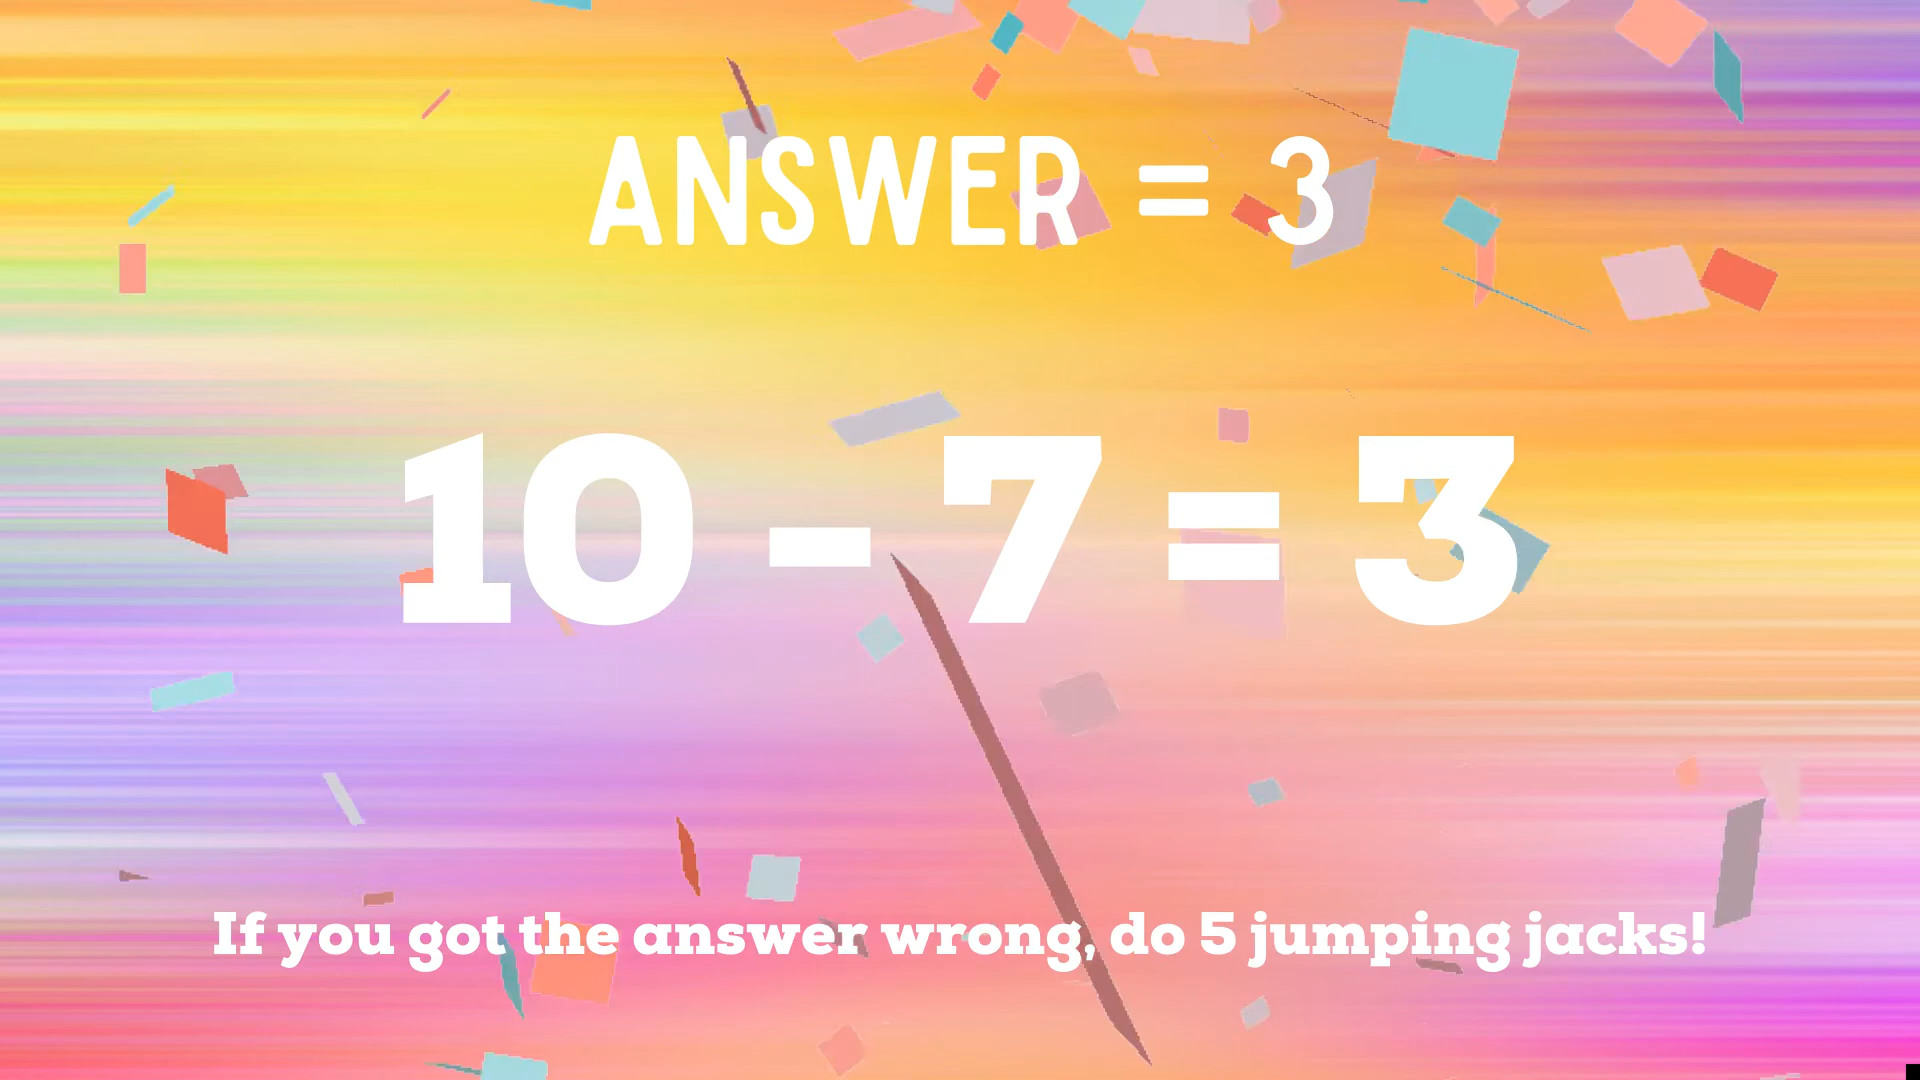 ANSWER = 3
10 - 7 = 3
If you got the answer wrong, do 5 jumping jacks!